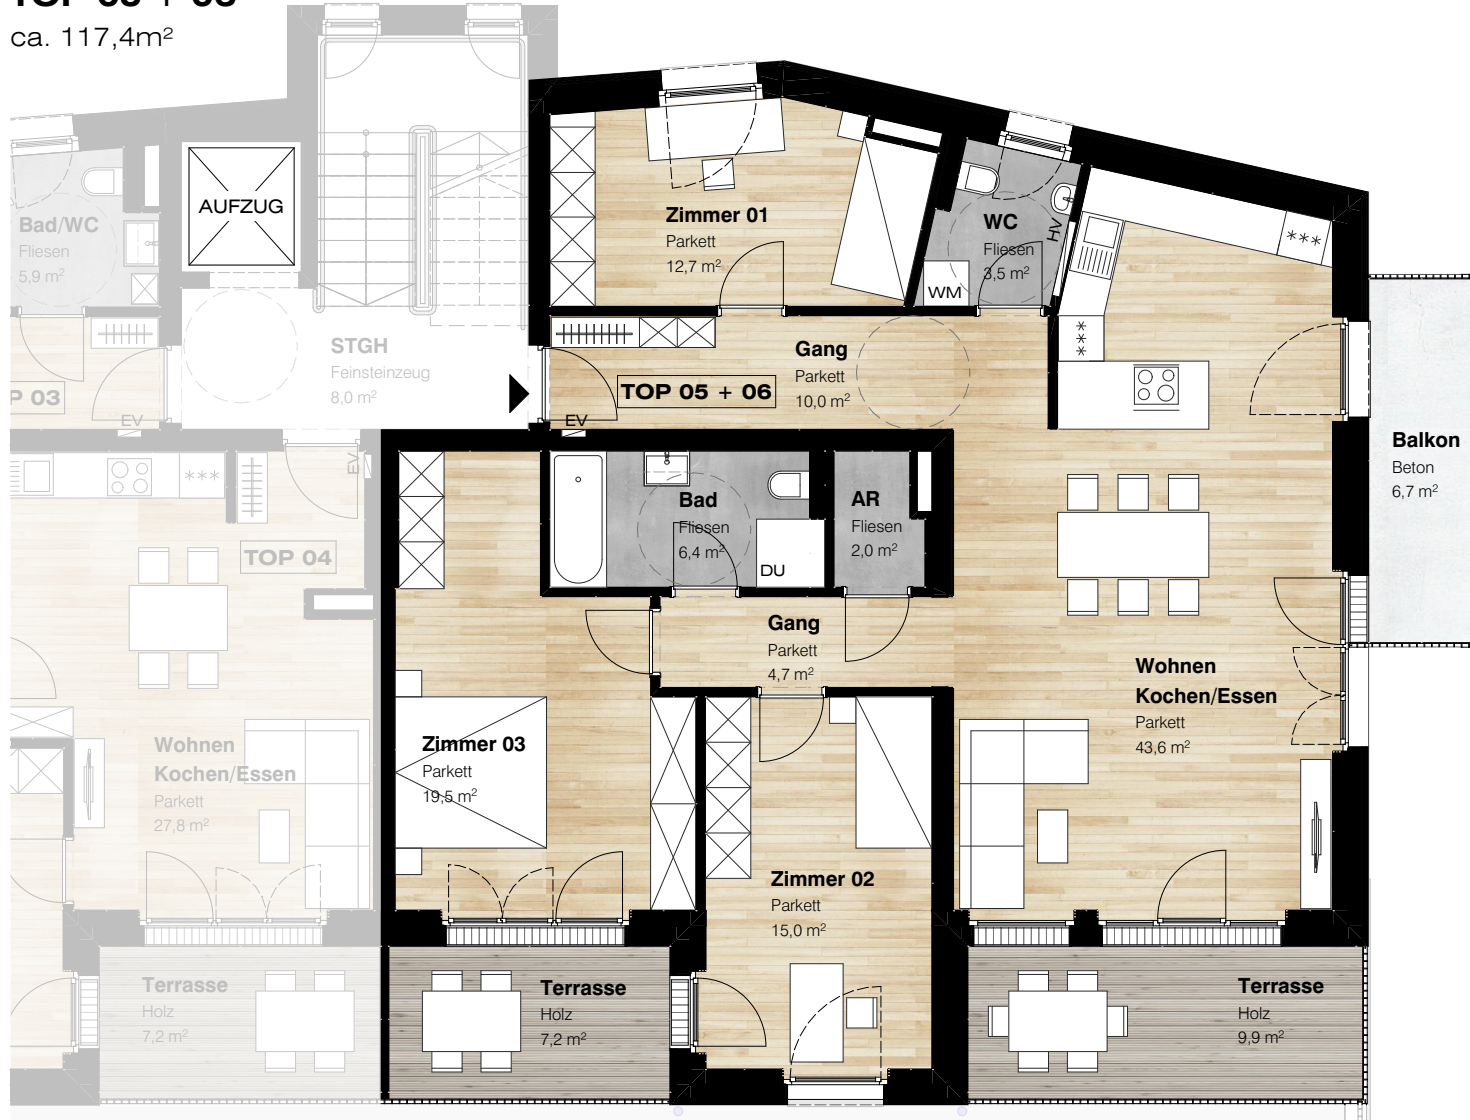 ca. 117,4m²
AUFZUG
Bad/WC
Fliesen
5,9 m²
STGH
Feinsteinzeug
8,0 m²
EV
EV
TOP 04
Wohnen
Kochen/Essen
Parkett
27,8 m²
Terrasse
Holz
7,2 m²
Zimmer 01
Parkett
12,7 m²
WC
Fliesen
3,5 m²
HV
WM
***
***
Gang
Parkett
10,0 m²
TOP 05 + 06
EV
Balkon
Beton
6,7 m²
Bad
Fliesen
6,4 m²
DU
AR
Fliesen
2,0 m²
***
Gang
Parkett
4,7 m²
Wohnen
Kochen/Essen
Parkett
43,6 m²
Zimmer 03
Parkett
19,5 m²
Zimmer 02
Parkett
15,0 m²
Terrasse
Holz
7,2 m²
Terrasse
Holz
9,9 m²